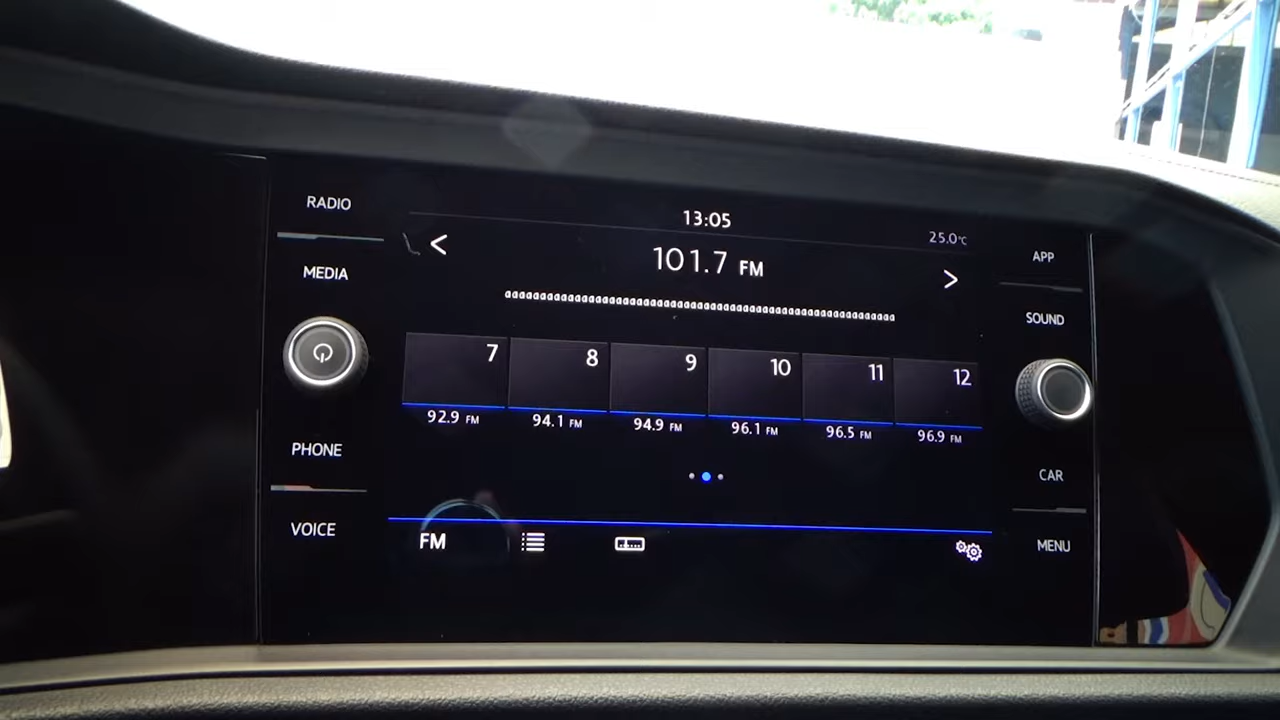 RADIO
MEDIA
PHONE
VOICE
13:05
25.0°C
< 101.7 FM >
7 8 9 10 11 12
92.9 FM 94.1 FM 94.9 FM 96.1 FM 96.5 FM 96.9 FM
FM
APP
SOUND
CAR
MENU